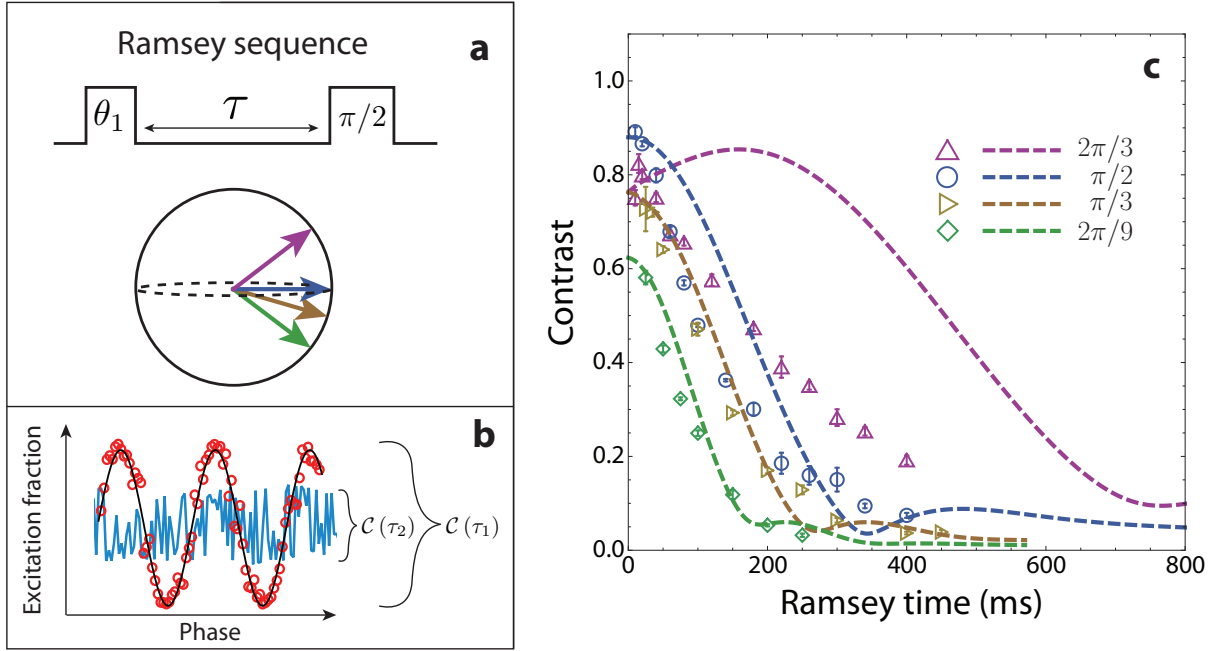 Ramsey sequence
a
θ₁
τ
π/2
b
Excitation fraction
Phase
C (τ₂)
C (τ₁)
c
Contrast
1.0
0.8
0.6
0.4
0.2
0.0
2π/3
π/2
π/3
2π/9
0
200
400
600
800
Ramsey time (ms)